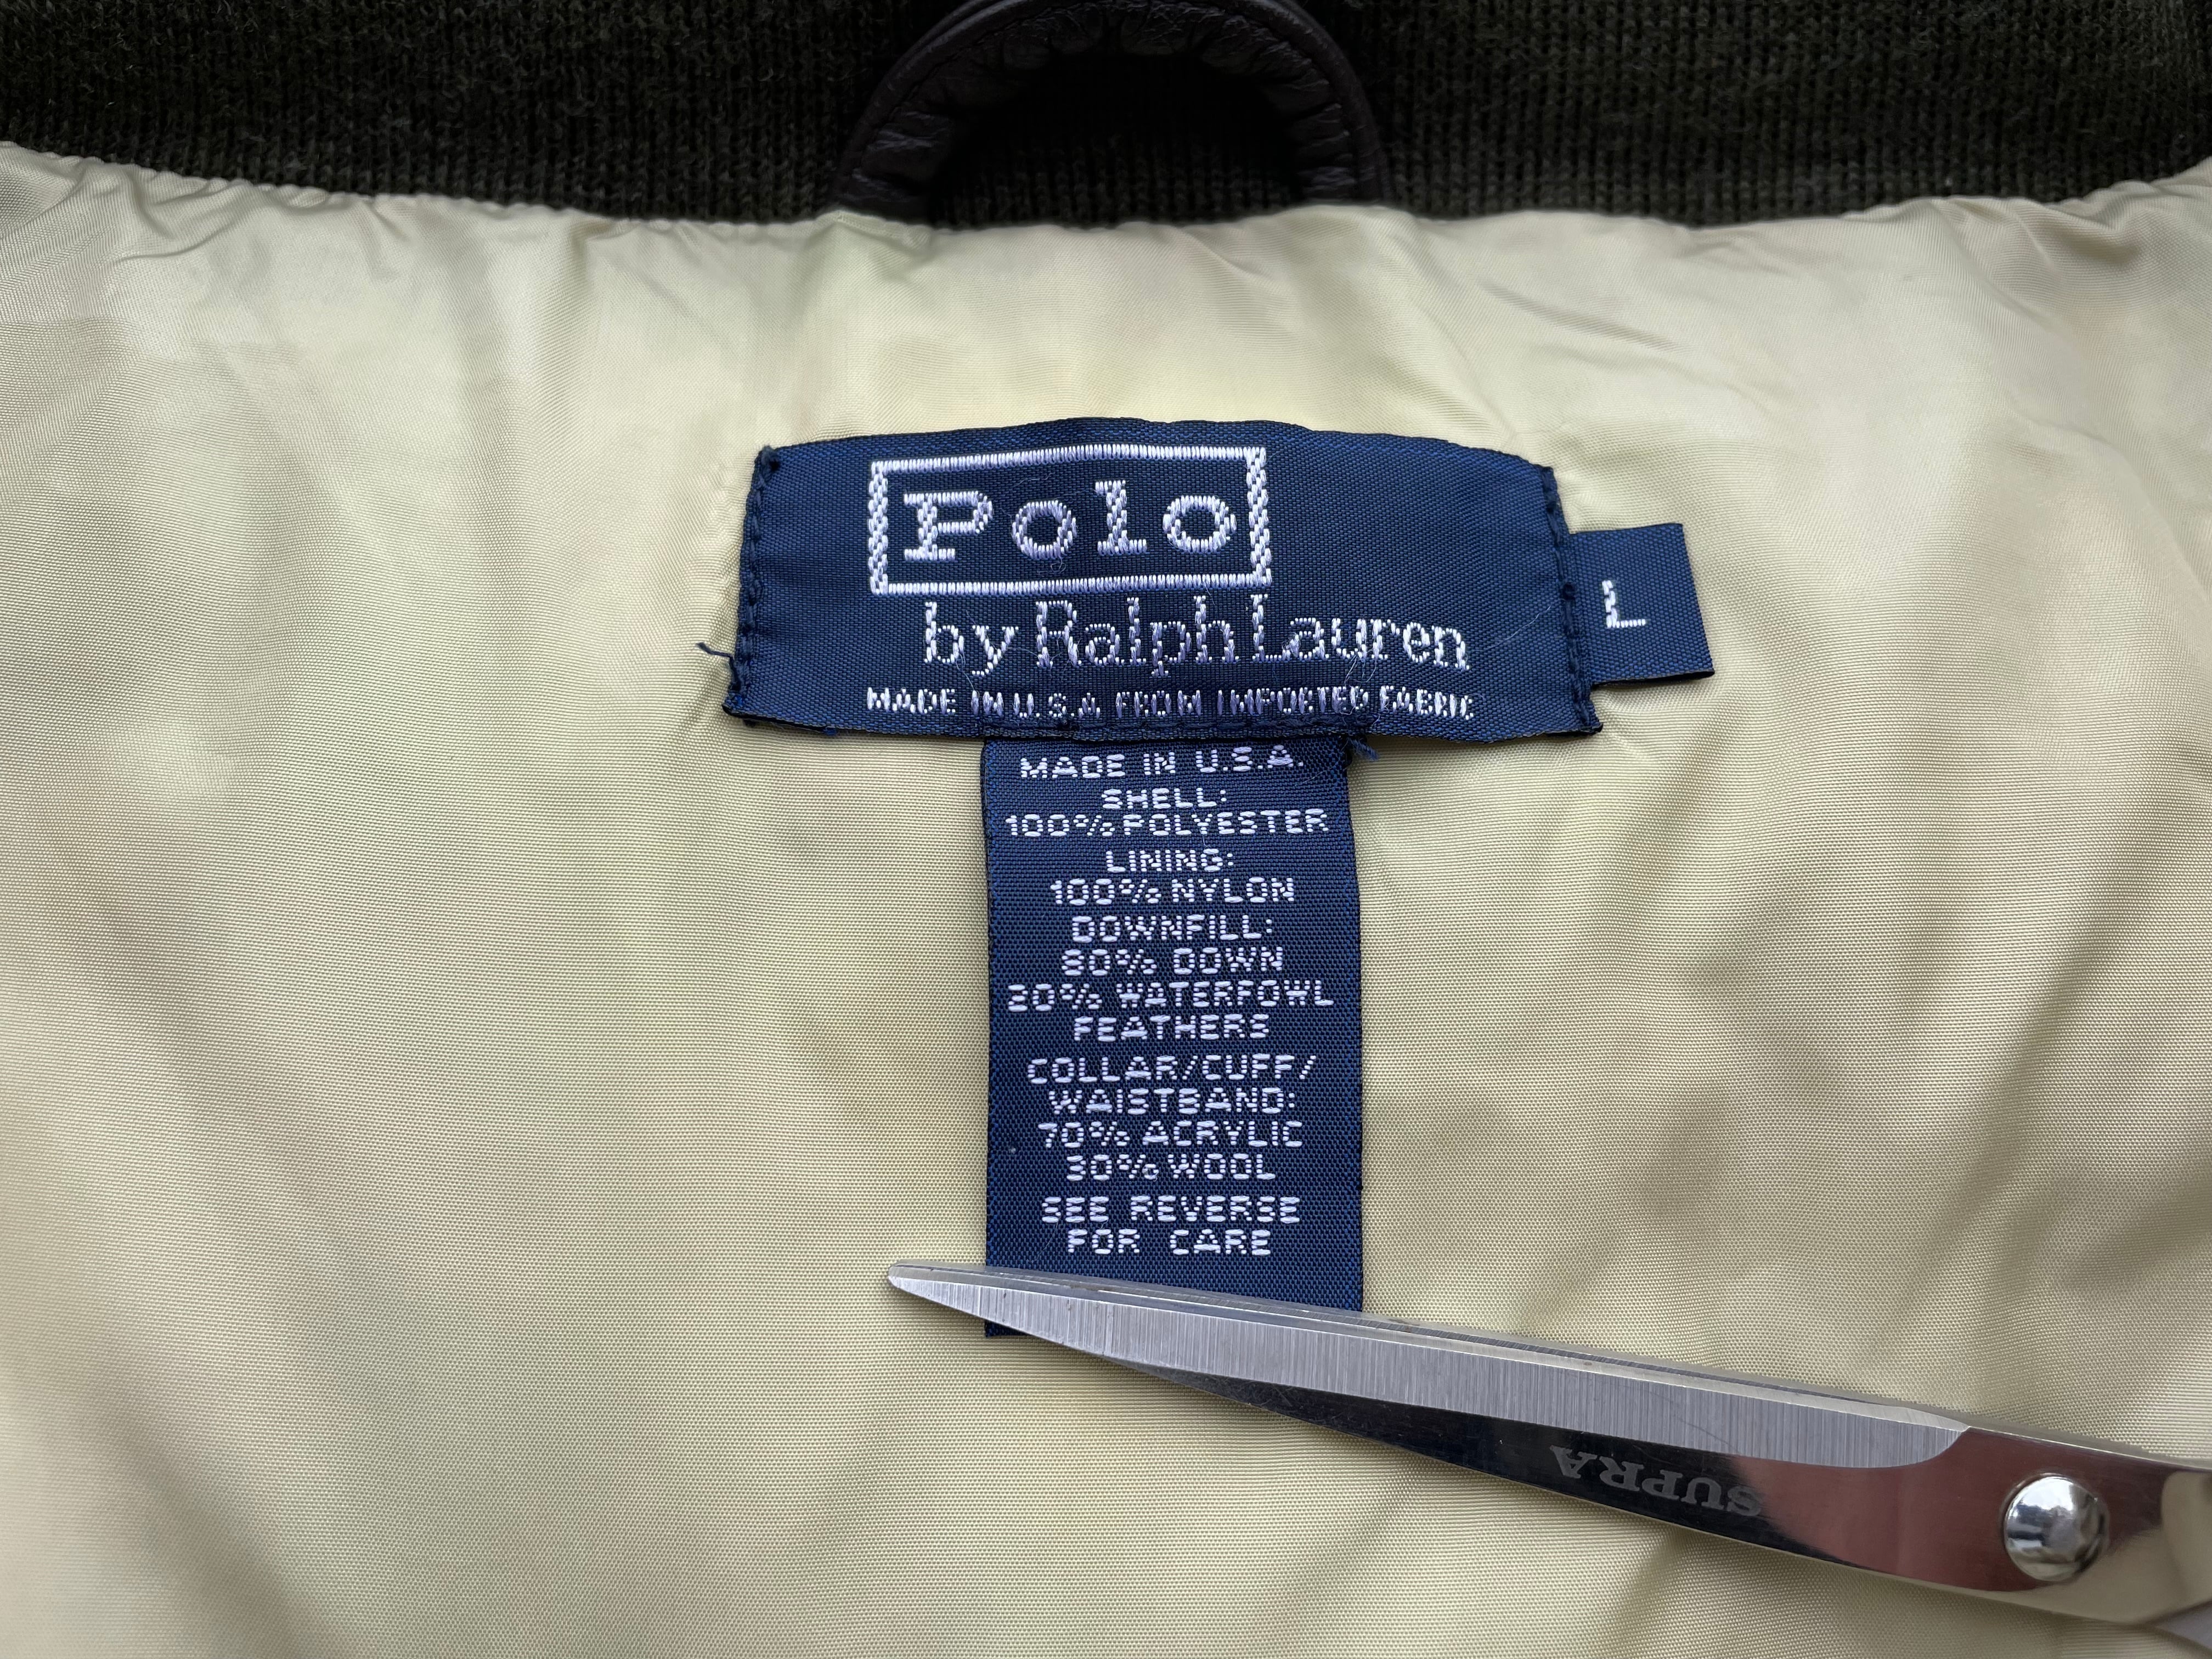 Polo
by Ralph Lauren
MADE IN U.S.A FROM IMPORTED FABRIC
L
MADE IN U.S.A.
SHELL:
100% POLYESTER
LINING:
100% NYLON
DOWNFILL:
80% DOWN
20% WATERFOWL
FEATHERS
COLLAR/CUFF/
WAISTBAND:
70% ACRYLIC
30% WOOL
SEE REVERSE
FOR CARE
SUPRA